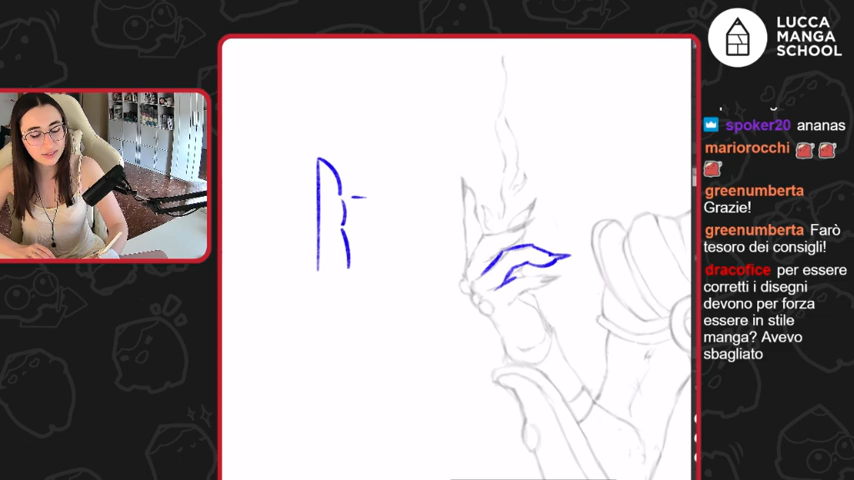 LUCCA
MANGA
SCHOOL
spoker20 ananas
mariorocchi
greenumberta
Grazie!
greenumberta Farò
tesoro dei consigli!
dracofice per essere
corretti i disegni
devono per forza
essere in stile
manga? Avevo
sbagliato